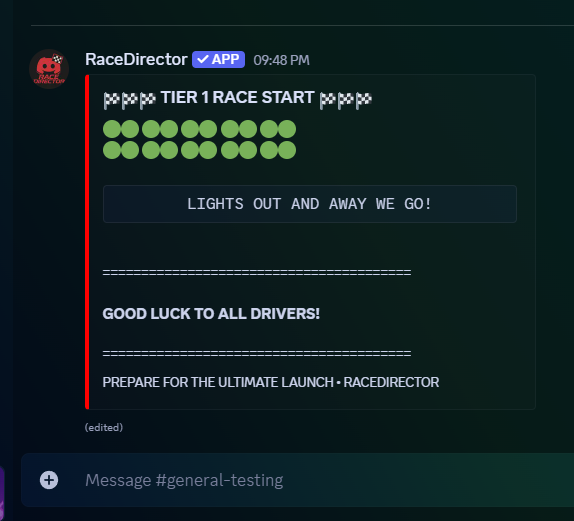 RaceDirector ✓ APP 09:48 PM
🏁🏁🏁 TIER 1 RACE START 🏁🏁🏁
🟢🟢 🟢🟢 🟢🟢 🟢🟢 🟢🟢
🟢🟢 🟢🟢 🟢🟢 🟢🟢 🟢🟢
LIGHTS OUT AND AWAY WE GO!
========================================
GOOD LUCK TO ALL DRIVERS!
========================================
PREPARE FOR THE ULTIMATE LAUNCH • RACEDIRECTOR
(edited)
Message #general-testing